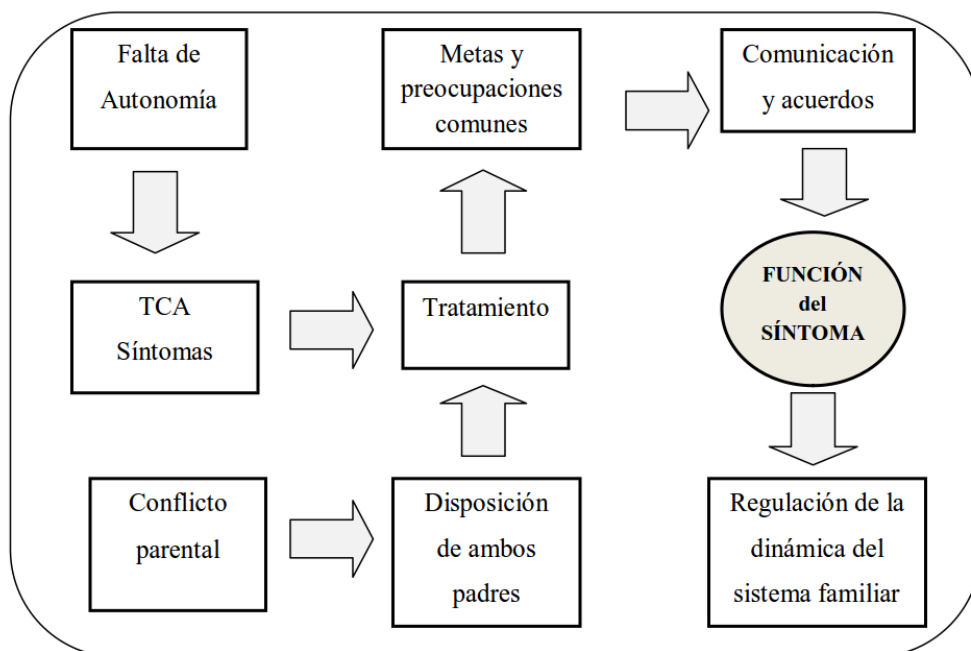 Falta de
Autonomía
Metas y
preocupaciones
comunes
Comunicación
y acuerdos
TCA
Síntomas
Tratamiento
FUNCIÓN
del
SÍNTOMA
Conflicto
parental
Disposición
de ambos
padres
Regulación de la
dinámica del
sistema familiar